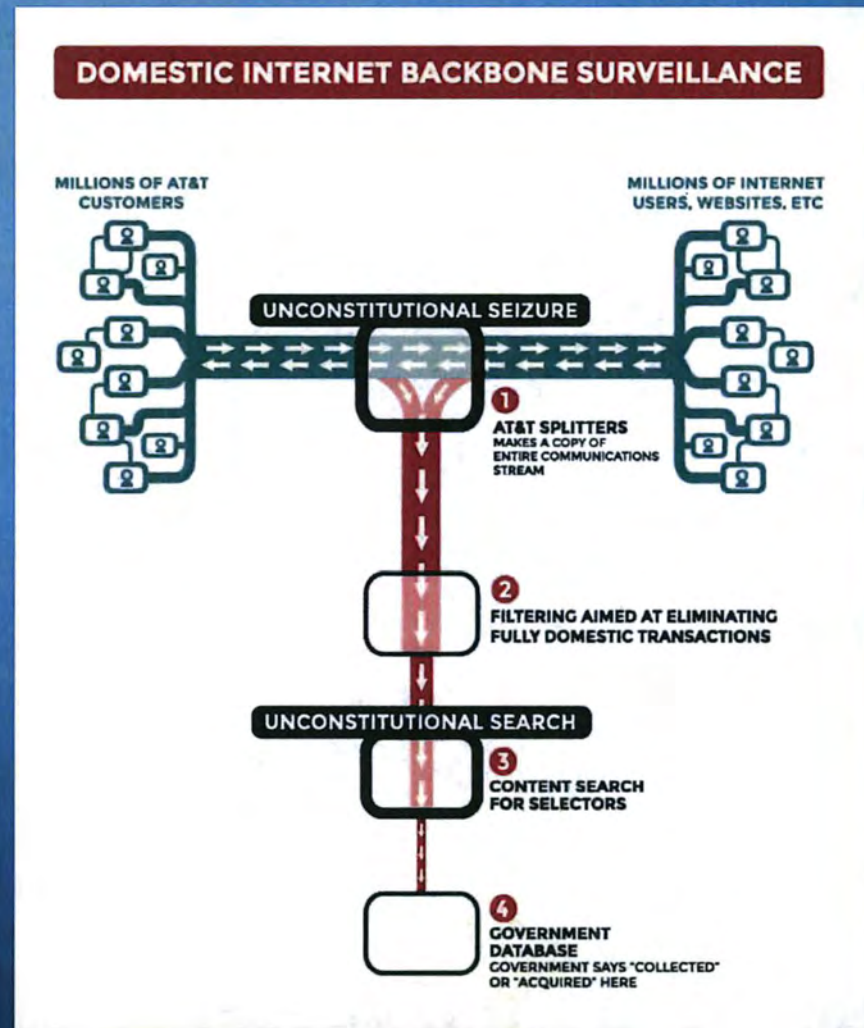 DOMESTIC INTERNET BACKBONE SURVEILLANCE
MILLIONS OF AT&T
CUSTOMERS
MILLIONS OF INTERNET
USERS, WEBSITES, ETC
UNCONSTITUTIONAL SEIZURE
1
AT&T SPLITTERS
MAKES A COPY OF
ENTIRE COMMUNICATIONS
STREAM
2
FILTERING AIMED AT ELIMINATING
FULLY DOMESTIC TRANSACTIONS
UNCONSTITUTIONAL SEARCH
3
CONTENT SEARCH
FOR SELECTORS
4
GOVERNMENT
DATABASE
GOVERNMENT SAYS "COLLECTED"
OR "ACQUIRED" HERE